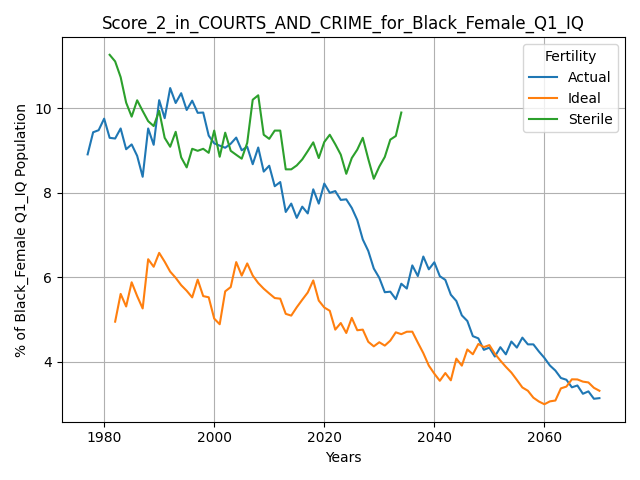 Score_2_in_COURTS_AND_CRIME_for_Black_Female_Q1_IQ
Fertility
Actual
Ideal
Sterile
% of Black_Female Q1_IQ Population
10
8
6
4
1980
2000
2020
2040
2060
Years